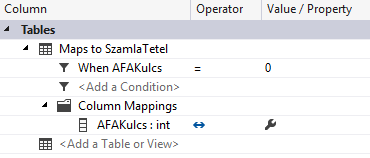 Column Operator Value / Property
Tables
Maps to SzamlaTetel
When AFAKulcs = 0
<Add a Condition>
Column Mappings
AFAKulcs : int
<Add a Table or View>